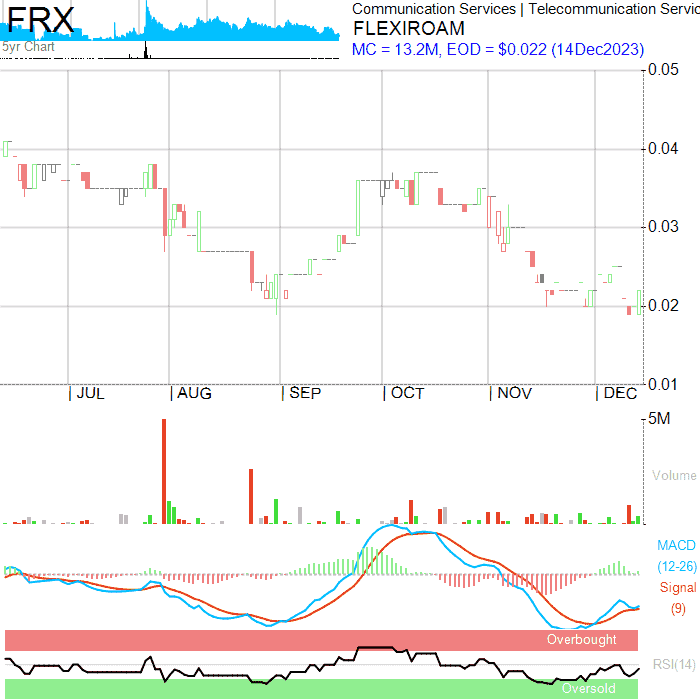 FRX
Communication Services | Telecommunication Servic
FLEXIROAM
5yr Chart
MC = 13.2M, EOD = $0.022 (14Dec2023)
0.05
0.04
0.03
0.02
0.01
| JUL | AUG | SEP | OCT | NOV | DEC
5M
Volume
MACD
(12-26)
Signal
(9)
Overbought
RSI(14)
Oversold